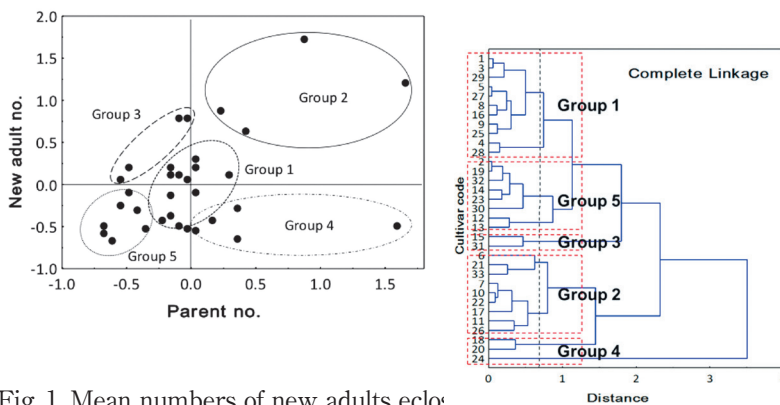 2.0
1.5
1.0
0.5
0.0
-0.5
-1.0
New adult no.
Group 3
Group 2
Group 1
Group 4
Group 5
-1.0 -0.5 0.0 0.5 1.0 1.5
Parent no.
Fig. 1 Mean numbers of new adults eclos
Complete Linkage
Cultivar code
1
3
29
5
27
8
16
9
25
4
28
Group 1
2
19
32
14
23
30
12
13
Group 5
15
31
Group 3
6
21
33
7
10
22
17
11
26
Group 2
18
20
24
Group 4
0 1 2 3
Distance